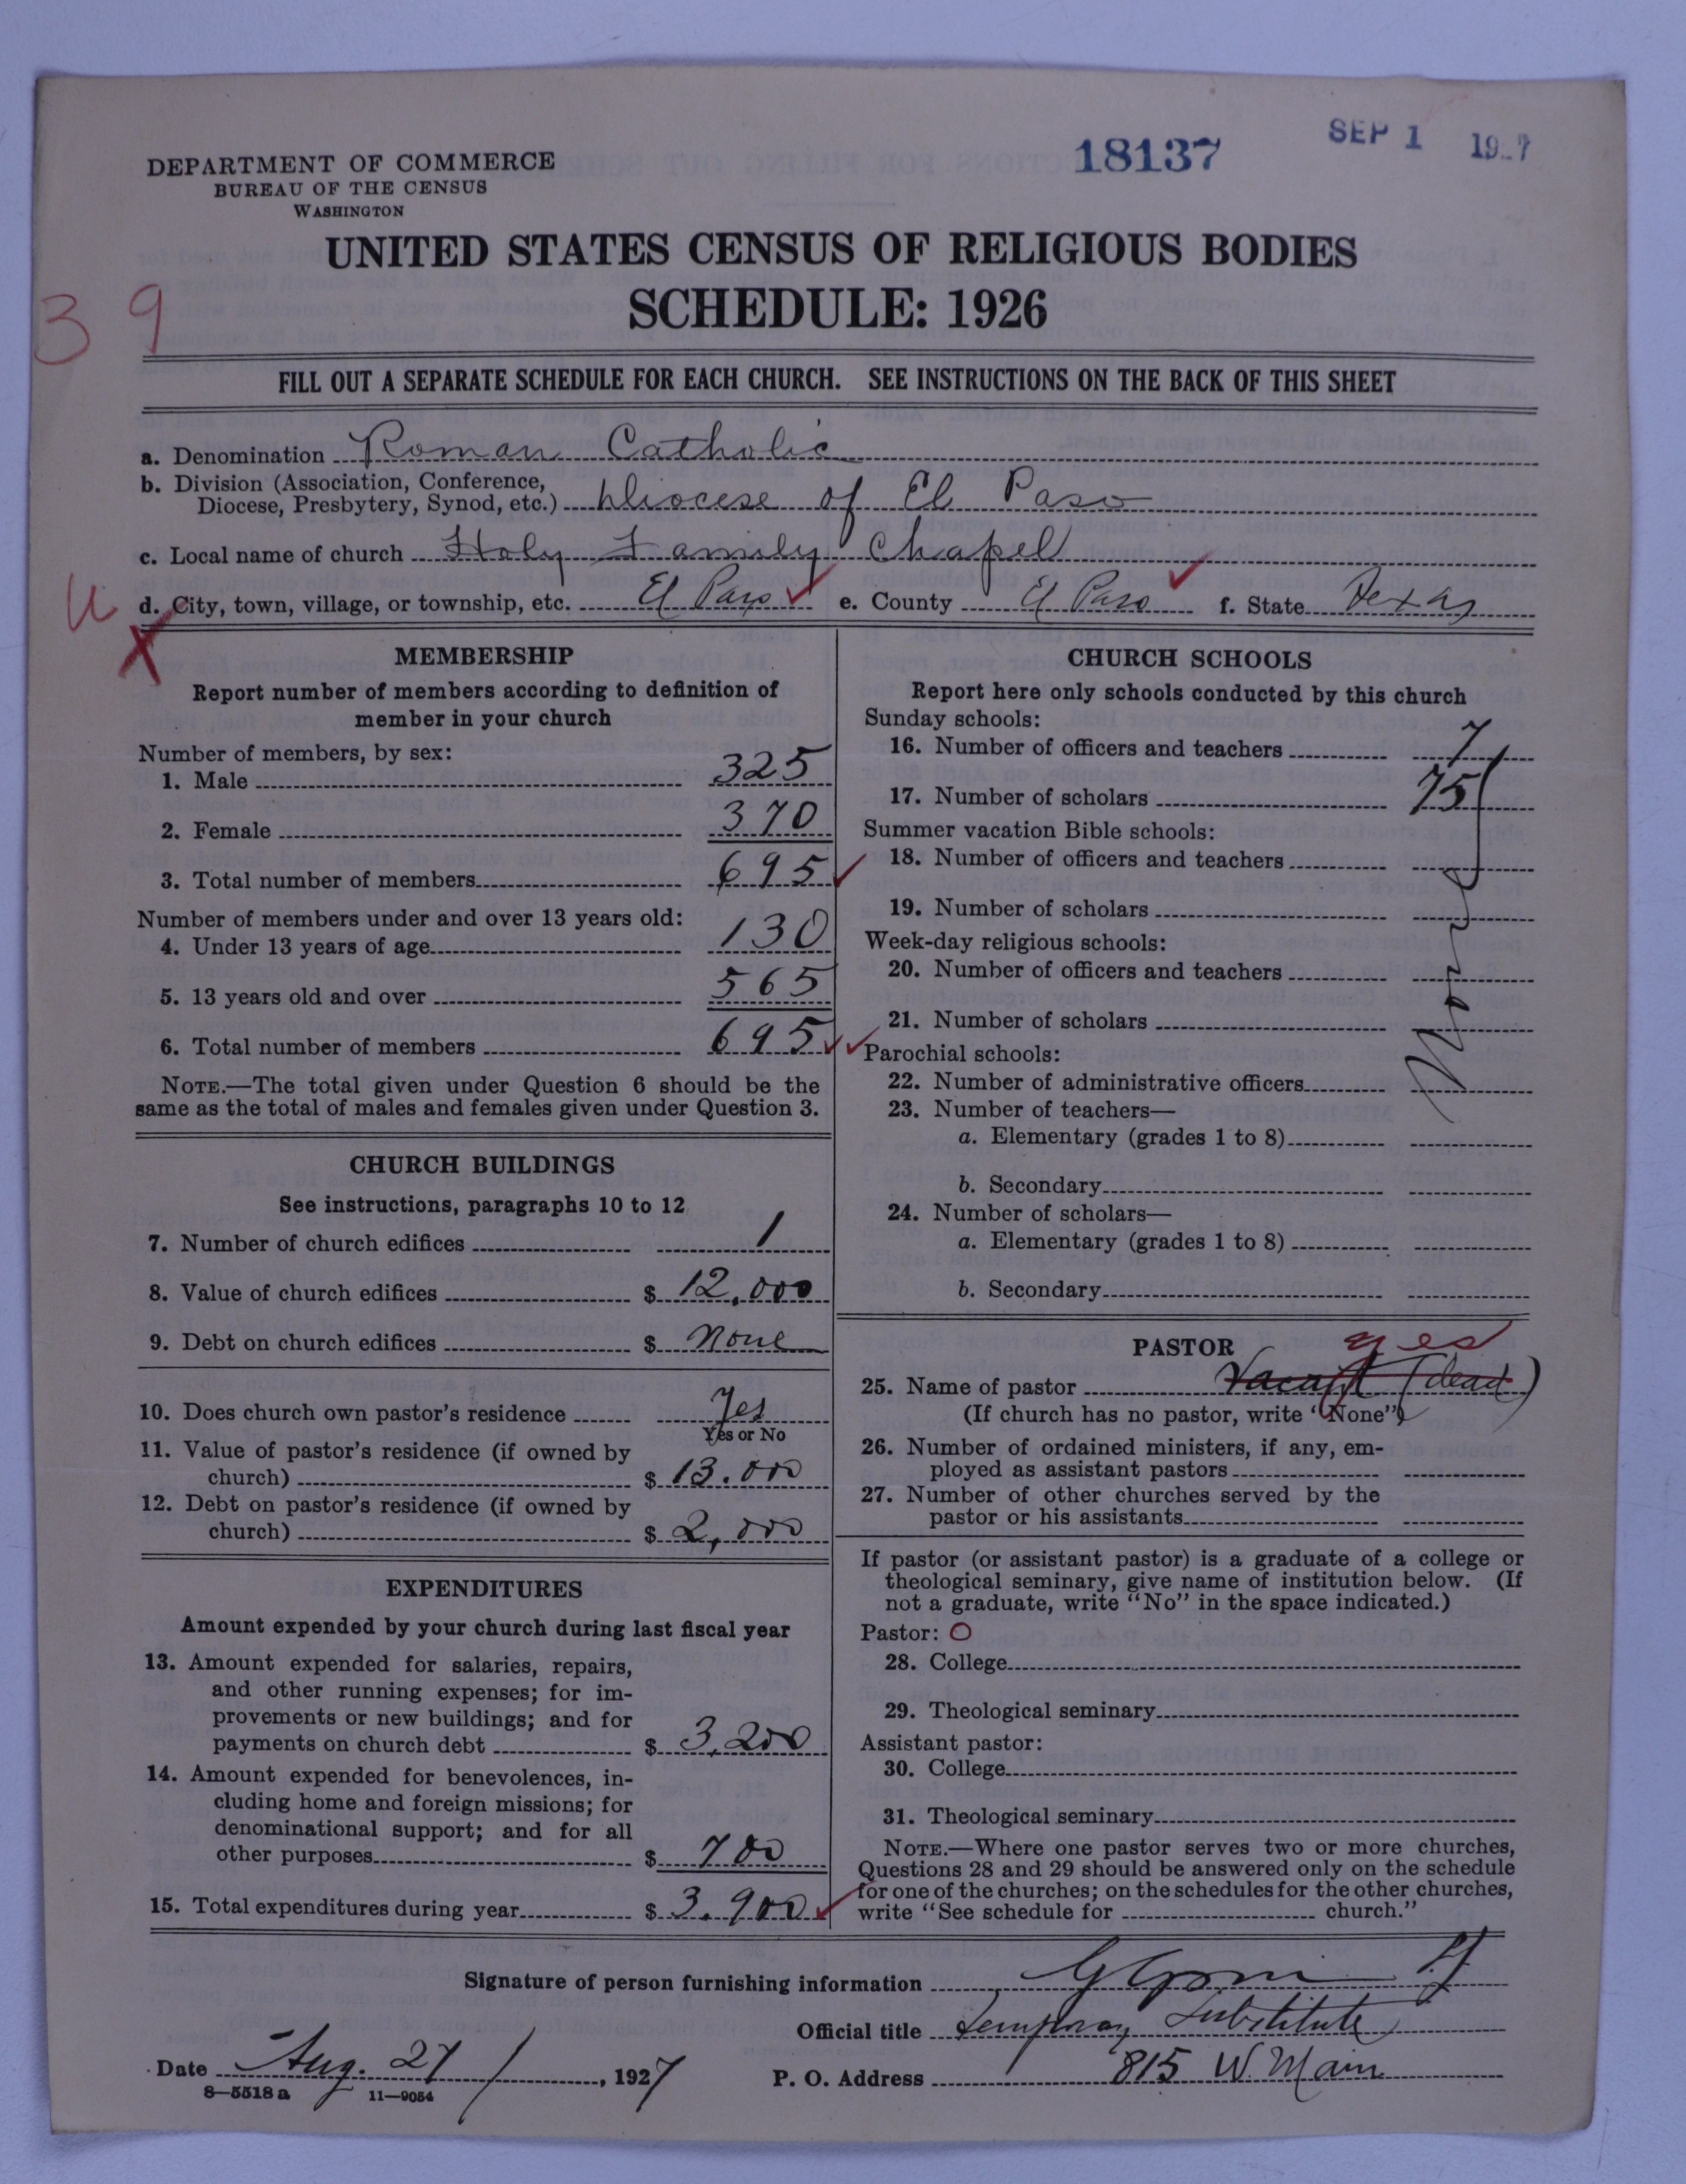 18137
SEP 1 19 7
DEPARTMENT OF COMMERCE
BUREAU OF THE CENSUS
WASHINGTON
UNITED STATES CENSUS OF RELIGIOUS BODIES
SCHEDULE: 1926
3 9
FILL OUT A SEPARATE SCHEDULE FOR EACH CHURCH. SEE INSTRUCTIONS ON THE BACK OF THIS SHEET
a. Denomination Roman Catholic
b. Division (Association, Conference,
Diocese, Presbytery, Synod, etc.) Diocese of El Paso
c. Local name of church Holy Family Chapel
d. City, town, village, or township, etc. El Paso e. County El Paso f. State Texas
MEMBERSHIP
Report number of members according to definition of
member in your church
Number of members, by sex:
1. Male 325
2. Female 370
3. Total number of members 695
Number of members under and over 13 years old:
4. Under 13 years of age 130
5. 13 years old and over 565
6. Total number of members 695
NOTE.—The total given under Question 6 should be the
same as the total of males and females given under Question 3.
CHURCH BUILDINGS
See instructions, paragraphs 10 to 12
7. Number of church edifices 1
8. Value of church edifices $ 12,000
9. Debt on church edifices $ None
10. Does church own pastor's residence Yes
Yes or No
11. Value of pastor's residence (if owned by
church) $ 13.000
12. Debt on pastor's residence (if owned by
church) $ 2,000
EXPENDITURES
Amount expended by your church during last fiscal year
13. Amount expended for salaries, repairs,
and other running expenses; for im-
provements or new buildings; and for
payments on church debt $ 3,200
14. Amount expended for benevolences, in-
cluding home and foreign missions; for
denominational support; and for all
other purposes $ 700
15. Total expenditures during year $ 3.900
CHURCH SCHOOLS
Report here only schools conducted by this church
Sunday schools:
16. Number of officers and teachers 7
17. Number of scholars 75
Summer vacation Bible schools:
18. Number of officers and teachers
19. Number of scholars
Week-day religious schools:
20. Number of officers and teachers
21. Number of scholars
Parochial schools:
22. Number of administrative officers
23. Number of teachers—
a. Elementary (grades 1 to 8)
b. Secondary
24. Number of scholars—
a. Elementary (grades 1 to 8)
b. Secondary
PASTOR yes
25. Name of pastor Vacant (dead)
(If church has no pastor, write "None")
26. Number of ordained ministers, if any, em-
ployed as assistant pastors
27. Number of other churches served by the
pastor or his assistants
If pastor (or assistant pastor) is a graduate of a college or
theological seminary, give name of institution below. (If
not a graduate, write "No" in the space indicated.)
Pastor: O
28. College
29. Theological seminary
Assistant pastor:
30. College
31. Theological seminary
NOTE.—Where one pastor serves two or more churches,
Questions 28 and 29 should be answered only on the schedule
for one of the churches; on the schedules for the other churches,
write "See schedule for church."
Signature of person furnishing information
Official title Temporary Substitute
Date Aug. 27 , 1927 P. O. Address 815 W. Main
8—5518 a 11—9054